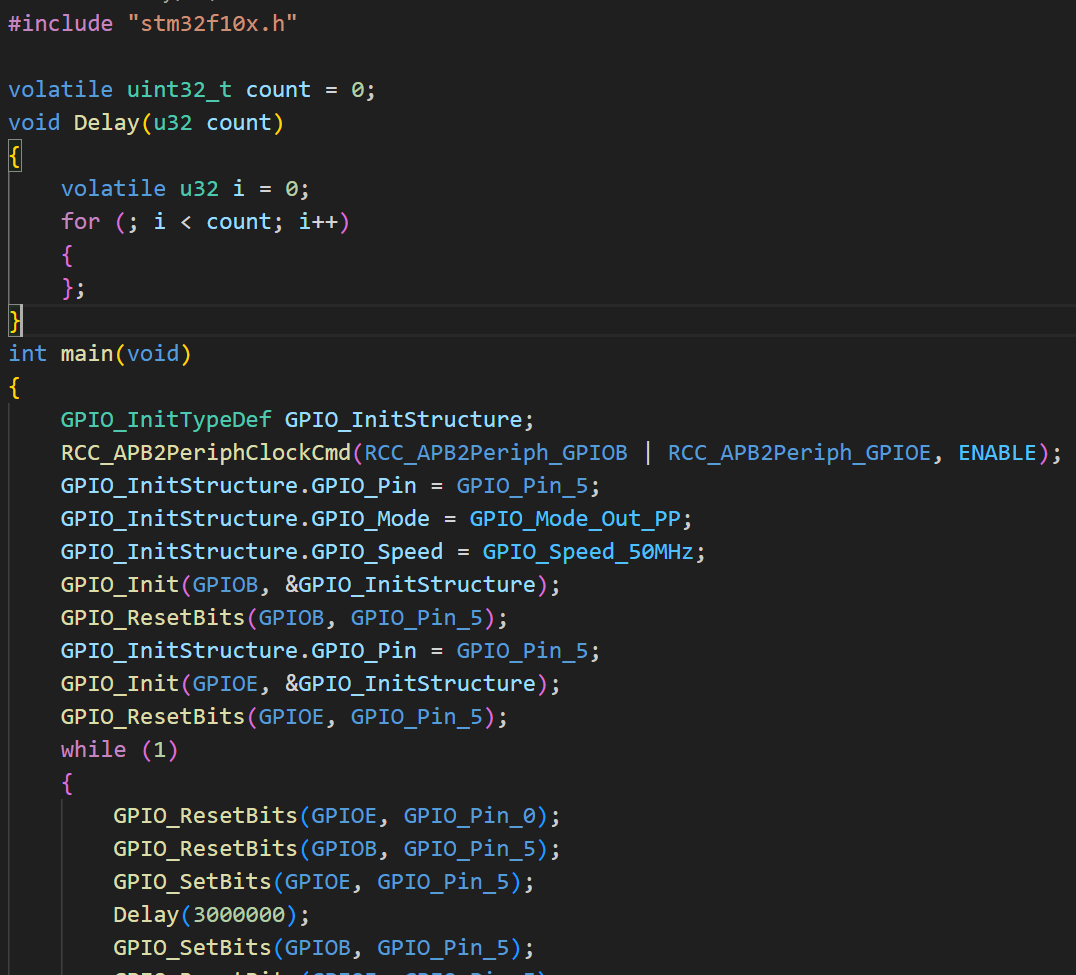 #include "stm32f10x.h"
volatile uint32_t count = 0;
void Delay(u32 count)
{
    volatile u32 i = 0;
    for (; i < count; i++)
    {
    };
}
int main(void)
{
    GPIO_InitTypeDef GPIO_InitStructure;
    RCC_APB2PeriphClockCmd(RCC_APB2Periph_GPIOB | RCC_APB2Periph_GPIOE, ENABLE);
    GPIO_InitStructure.GPIO_Pin = GPIO_Pin_5;
    GPIO_InitStructure.GPIO_Mode = GPIO_Mode_Out_PP;
    GPIO_InitStructure.GPIO_Speed = GPIO_Speed_50MHz;
    GPIO_Init(GPIOB, &GPIO_InitStructure);
    GPIO_ResetBits(GPIOB, GPIO_Pin_5);
    GPIO_InitStructure.GPIO_Pin = GPIO_Pin_5;
    GPIO_Init(GPIOE, &GPIO_InitStructure);
    GPIO_ResetBits(GPIOE, GPIO_Pin_5);
    while (1)
    {
        GPIO_ResetBits(GPIOE, GPIO_Pin_0);
        GPIO_ResetBits(GPIOB, GPIO_Pin_5);
        GPIO_SetBits(GPIOE, GPIO_Pin_5);
        Delay(3000000);
        GPIO_SetBits(GPIOB, GPIO_Pin_5);